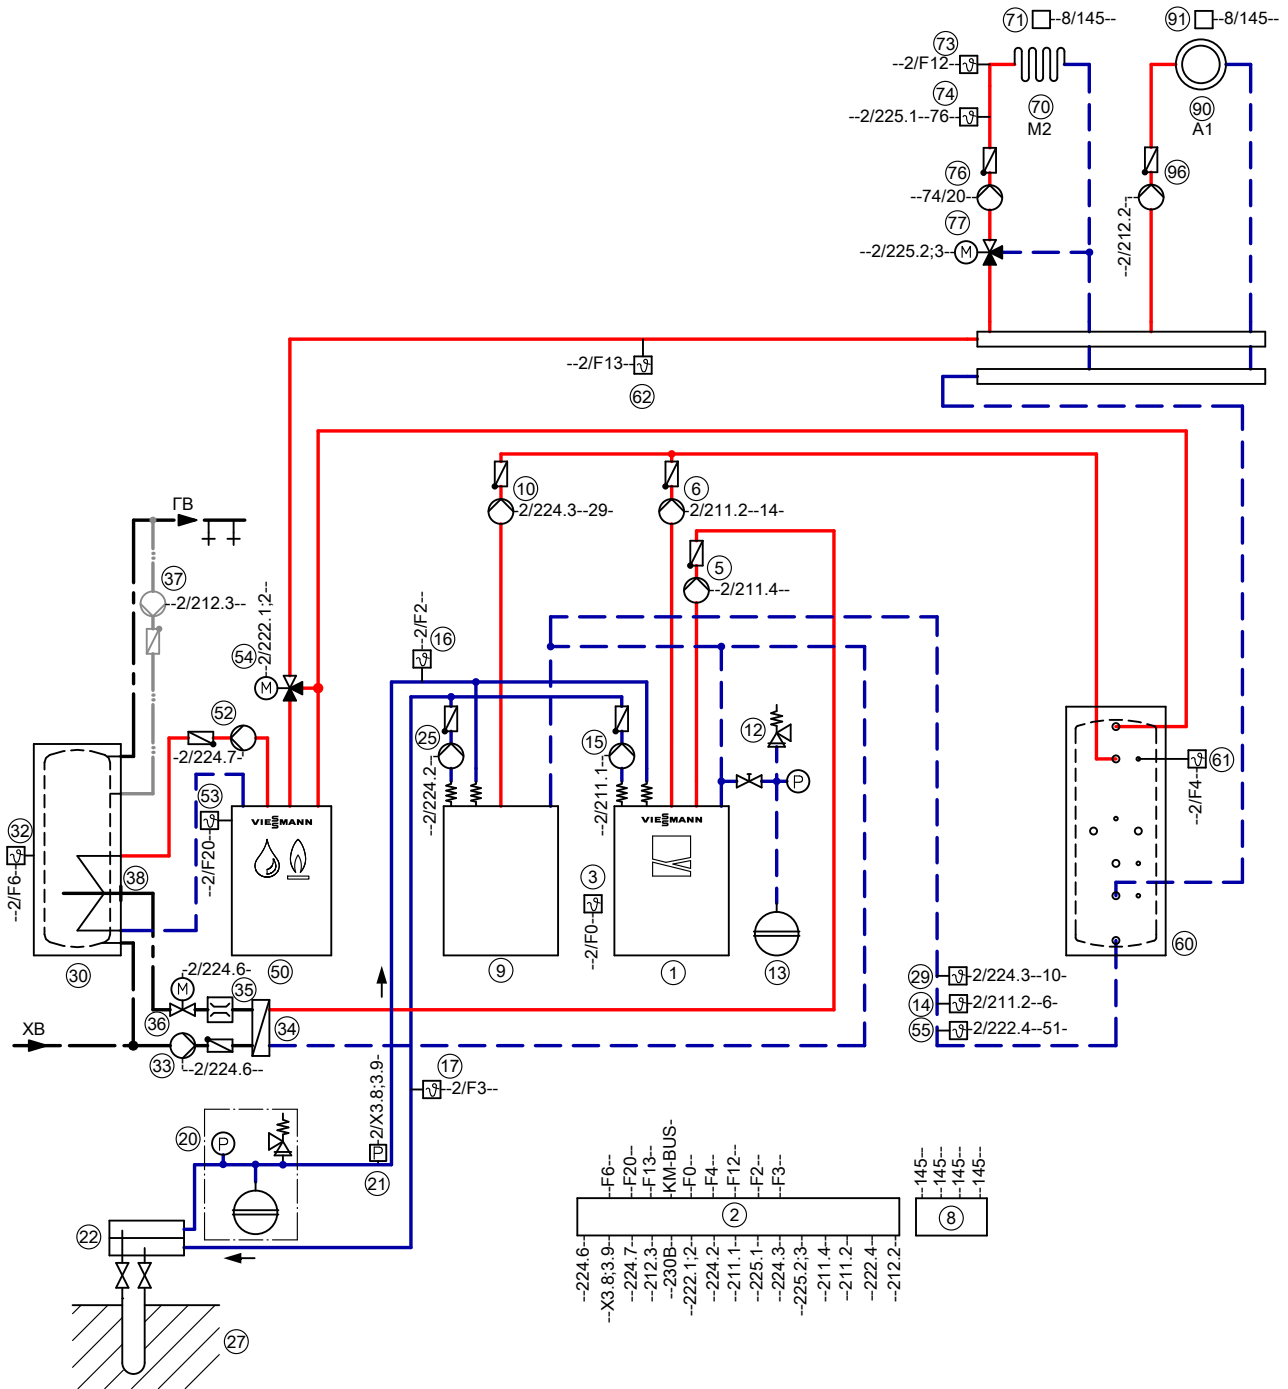 71 --8/145--
91 --8/145--
73
--2/F12--
74
--2/225.1--76--
70
M2
90
A1
76
--74/20--
96
77
--2/225.2;3-- M
--2/212.2--
--2/F13--
62
10
-2/224.3--29-
6
-2/211.2--14-
5
--2/211.4--
ГВ
37
--2/212.3--
54
--2/222.1;2--
M
16
--2/F2--
52
-2/224.7-
25
--2/224.2--
15
--2/211.1--
12
P
61
--2/F4--
53
--2/F20--
VIESSMANN
VIESSMANN
32
--2/F6--
38
3
--2/F0--
30
50
9
1
13
60
-2/224.6-
M
35
36
34
29 -2/224.3--10-
14 -2/211.2--6-
55 -2/222.4--51-
ХВ
33
--2/224.6--
17
--2/F3--
-2/X3.8;3.9-
P
21
20
P
22
27
--F6--
--F20--
--F13--
-KM-BUS-
--F0--
--F4--
--F12--
--F2--
--F3--
2
--224.6--
--X3.8;3.9--
--224.7--
--212.3--
--230B--
--222.1;2--
--224.2--
--211.1--
--225.1--
--224.3--
--225.2;3--
--211.4--
--211.2--
--222.4--
--212.2--
--145--
--145--
--145--
--145--
8